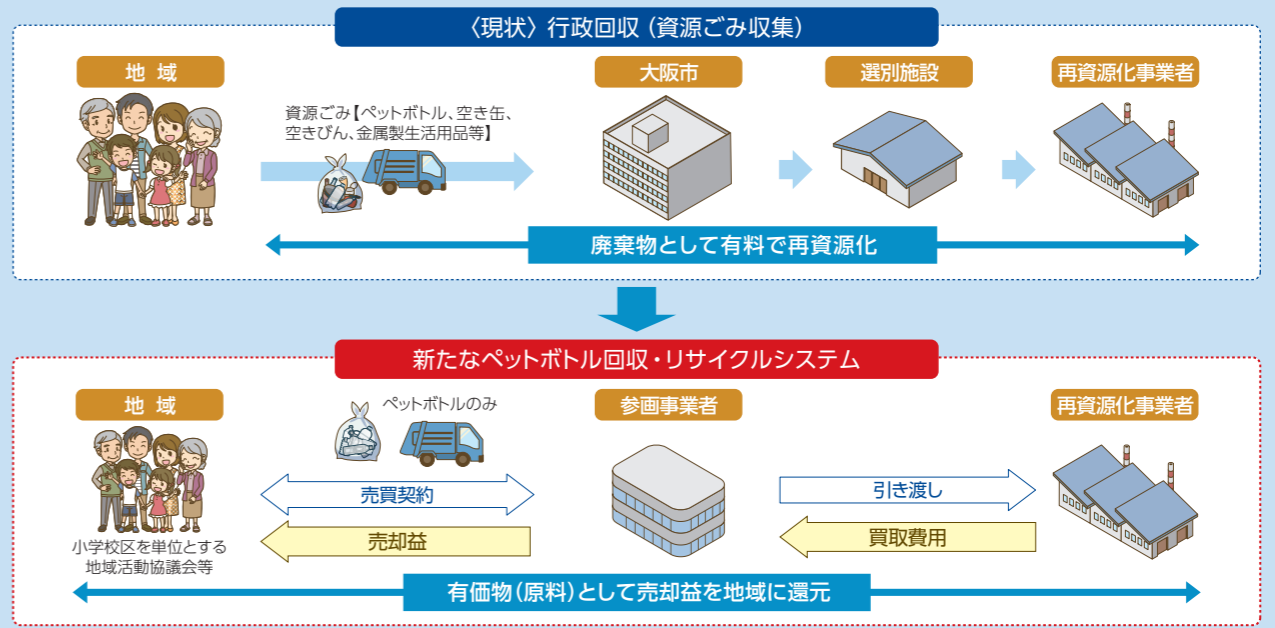 〈現状〉行政回収（資源ごみ収集）
地域
大阪市
選別施設
再資源化事業者
資源ごみ【ペットボトル、空き缶、
空きびん、金属製生活用品等】
廃棄物として有料で再資源化
新たなペットボトル回収・リサイクルシステム
地域
ペットボトルのみ
参画事業者
再資源化事業者
売買契約
引き渡し
売却益
買取費用
小学校区を単位とする
地域活動協議会等
有価物（原料）として売却益を地域に還元